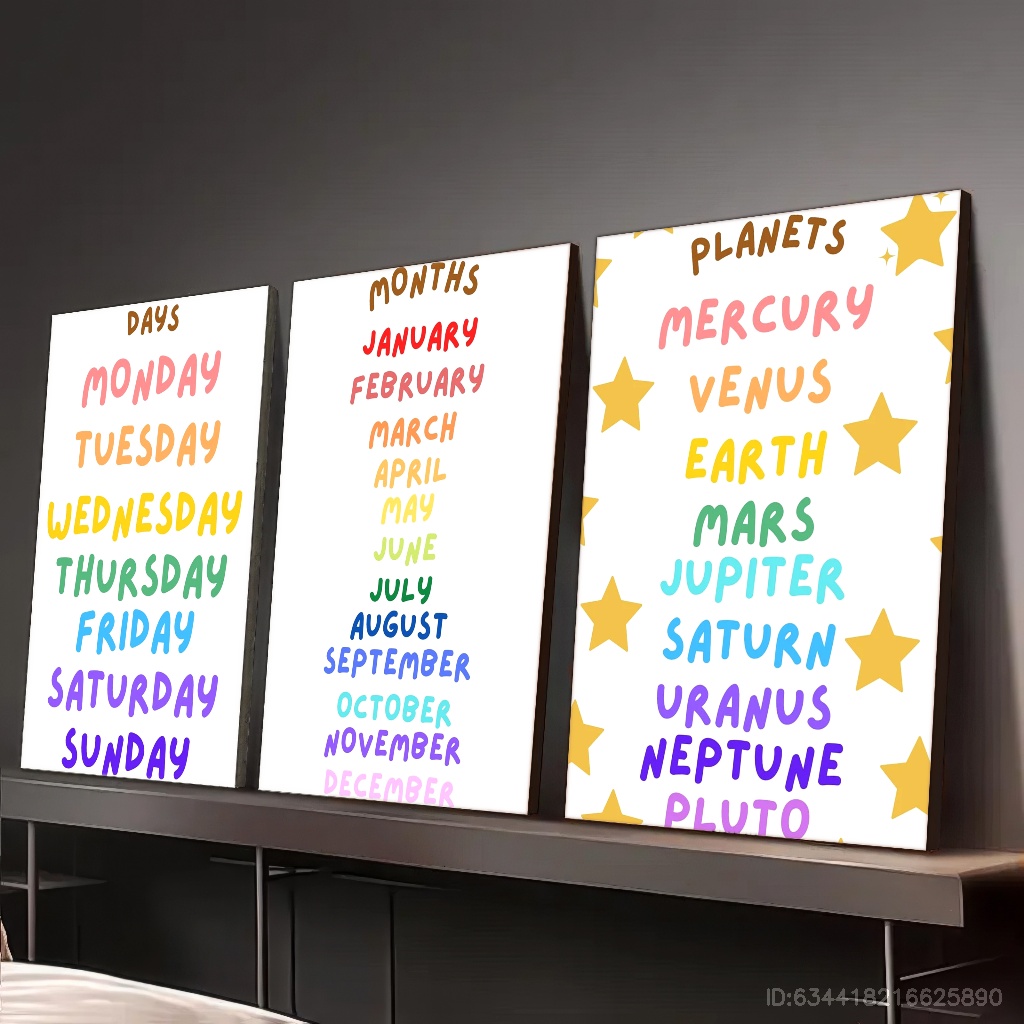 DAYS
MONDAY
TUESDAY
WEDNESDAY
THURSDAY
FRIDAY
SATURDAY
SUNDAY
MONTHS
JANUARY
FEBRUARY
MARCH
APRIL
MAY
JUNE
JULY
AUGUST
SEPTEMBER
OCTOBER
NOVEMBER
DECEMBER
PLANETS
MERCURY
VENUS
EARTH
MARS
JUPITER
SATURN
URANUS
NEPTUNE
PLUTO
ID:634418216625890